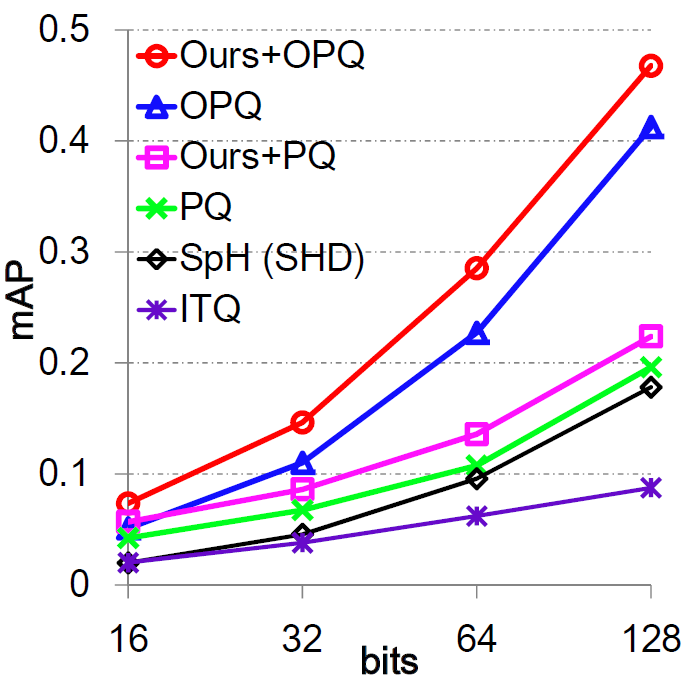 0.5
Ours+OPQ
OPQ
0.4
Ours+PQ
PQ
0.3
SpH (SHD)
ITQ
mAP
0.2
0.1
0
16
32
64
128
bits